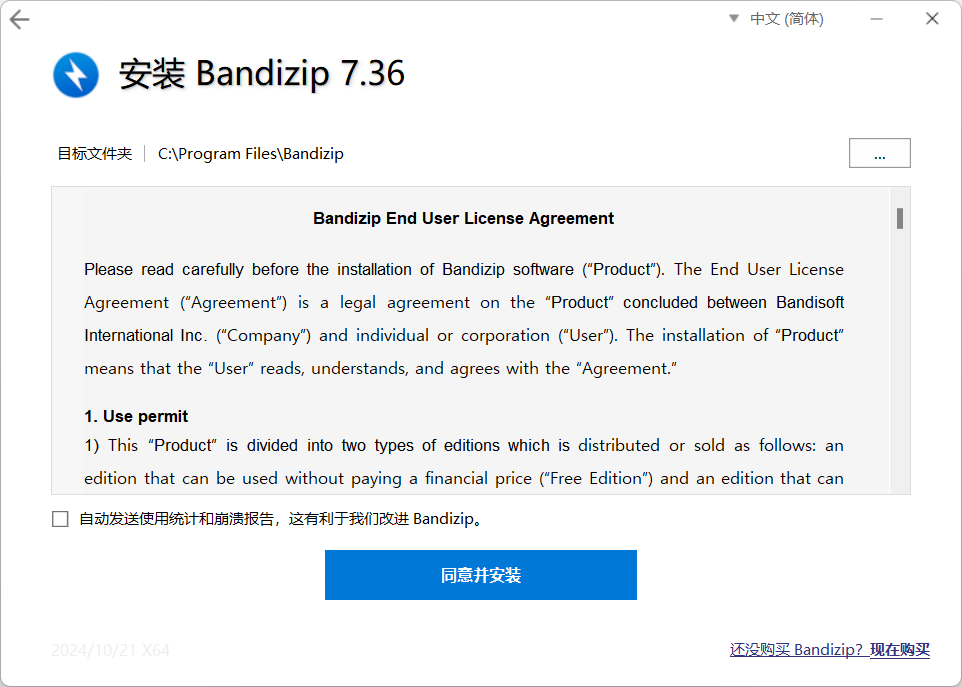 中文 (简体)
安装 Bandizip 7.36
目标文件夹 C:\Program Files\Bandizip ...
Bandizip End User License Agreement
Please read carefully before the installation of Bandizip software (“Product”). The End User License
Agreement (“Agreement”) is a legal agreement on the “Product” concluded between Bandisoft
International Inc. (“Company”) and individual or corporation (“User”). The installation of “Product”
means that the “User” reads, understands, and agrees with the “Agreement.”
1. Use permit
1) This “Product” is divided into two types of editions which is distributed or sold as follows: an
edition that can be used without paying a financial price (“Free Edition”) and an edition that can
自动发送使用统计和崩溃报告，这有利于我们改进 Bandizip。
同意并安装
2024/10/21 X64
还没购买 Bandizip？现在购买